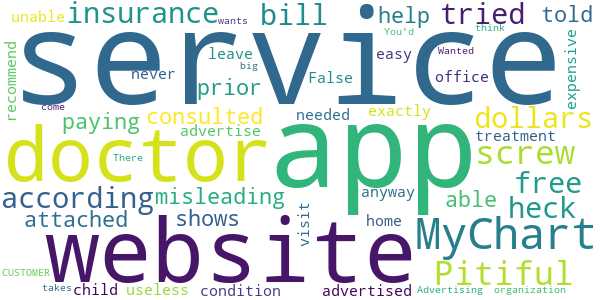 unable insurance wants bill help tried told
service
You'd think
recommend never leave easy Wanted office expensive
big False
come prior
paying consulted needed exactly dollars
doctor app advertise treatment
There screw
according misleading anyway able free
attached shows visit home heck
website MyChart
CUSTOMER Pitiful
takes child useless condition advertised Advertising organization